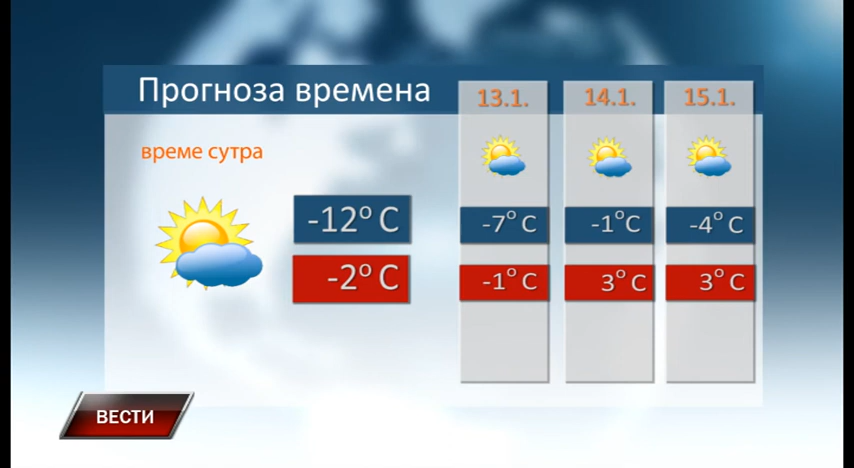 Прогноза времена
време сутра
-12° C
-2° C
13.1.
14.1.
15.1.
-7° C
-1°C
-4° C
-1° C
3° C
3° C
ВЕСТИ